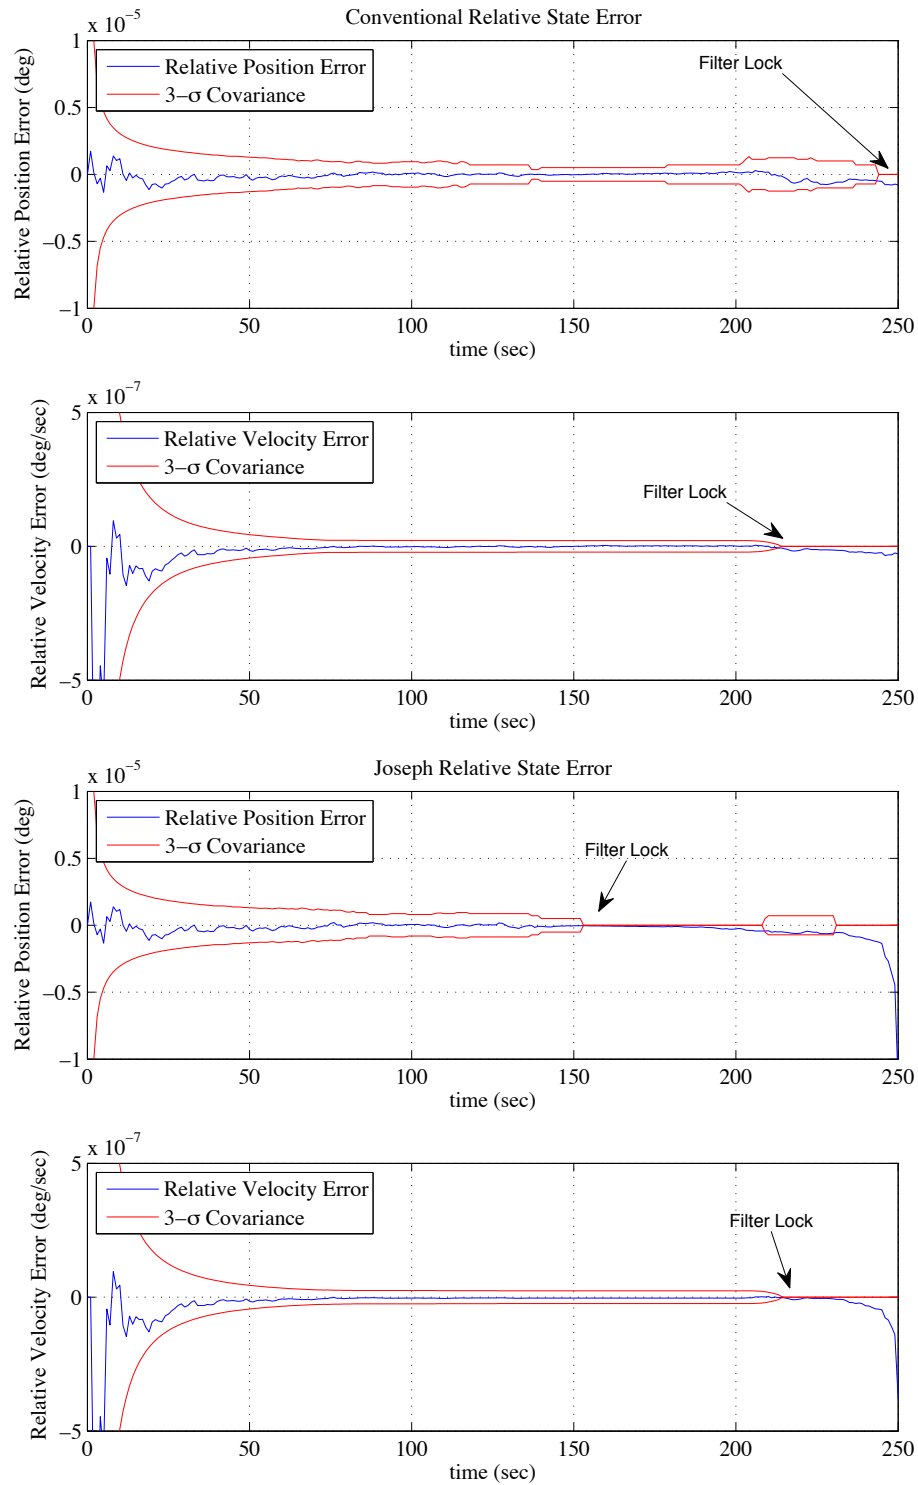 Conventional Relative State Error
x 10⁻⁵
Relative Position Error (deg)
1
0.5
0
−0.5
−1
Relative Position Error
3−σ Covariance
Filter Lock
0 50 100 150 200 250
time (sec)
x 10⁻⁷
Relative Velocity Error (deg/sec)
5
0
−5
Relative Velocity Error
3−σ Covariance
Filter Lock
0 50 100 150 200 250
time (sec)
Joseph Relative State Error
x 10⁻⁵
Relative Position Error (deg)
1
0.5
0
−0.5
−1
Relative Position Error
3−σ Covariance
Filter Lock
0 50 100 150 200 250
time (sec)
x 10⁻⁷
Relative Velocity Error (deg/sec)
5
0
−5
Relative Velocity Error
3−σ Covariance
Filter Lock
0 50 100 150 200 250
time (sec)